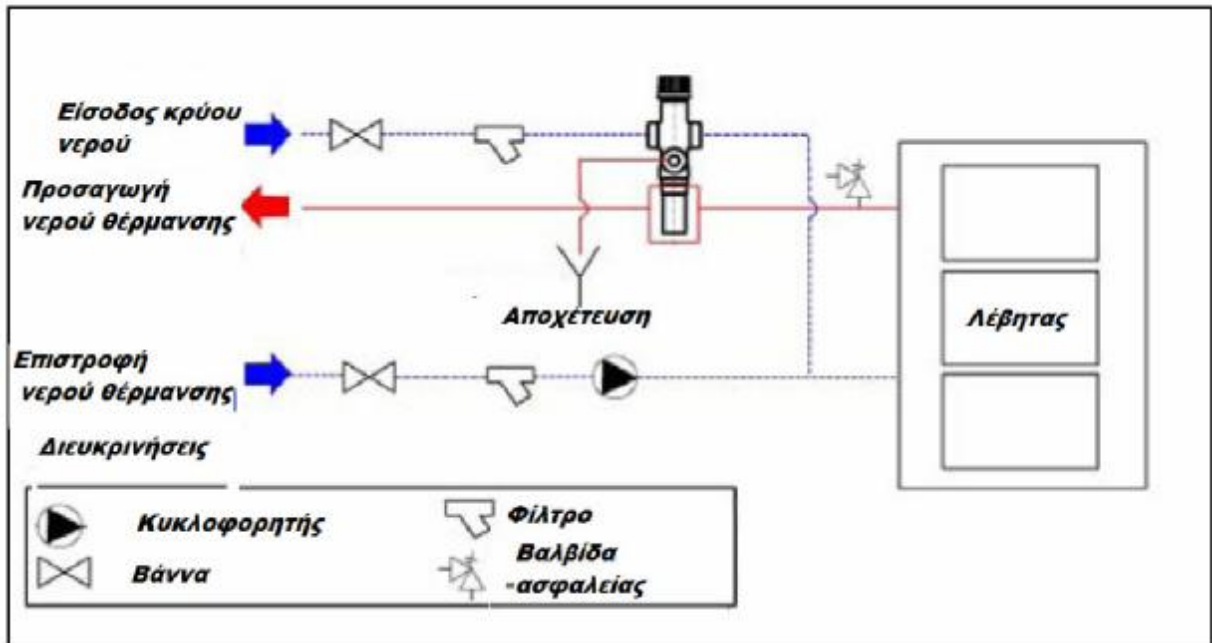 Είσοδος κρύου
νερού
Προσαγωγή
νερού θέρμανσης
Αποχέτευση
Λέβητας
Επιστροφή
νερού θέρμανσης
Διευκρινήσεις
Κυκλοφορητής
Φίλτρο
Βάννα
Βαλβίδα
-ασφαλείας